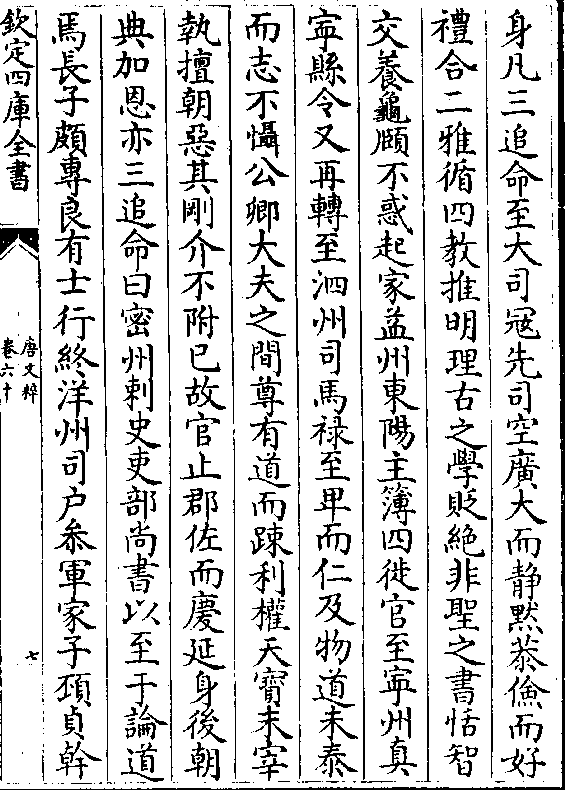 身凡三追命至大司寇先司空廣大而静黙恭儉而好
禮合二雅循四教推明理古之學貶絶非聖之書恬智
交養龜頤不惑起家益州東陽主簿四徙官至寧州真
寧縣令又再轉至泗州司馬禄至卑而仁及物道未泰
而志不懾公卿大夫之間尊有道而踈利權天寳末宰
執擅朝惡其剛介不附已故官止郡佐而慶延身後朝
典加恩亦三追命曰密州刺史吏部尚書以至于論道
焉長子頗專良有士行終洋州司户叅軍家子頎貞幹
欽定四庫全書
唐文粹
卷六十
七